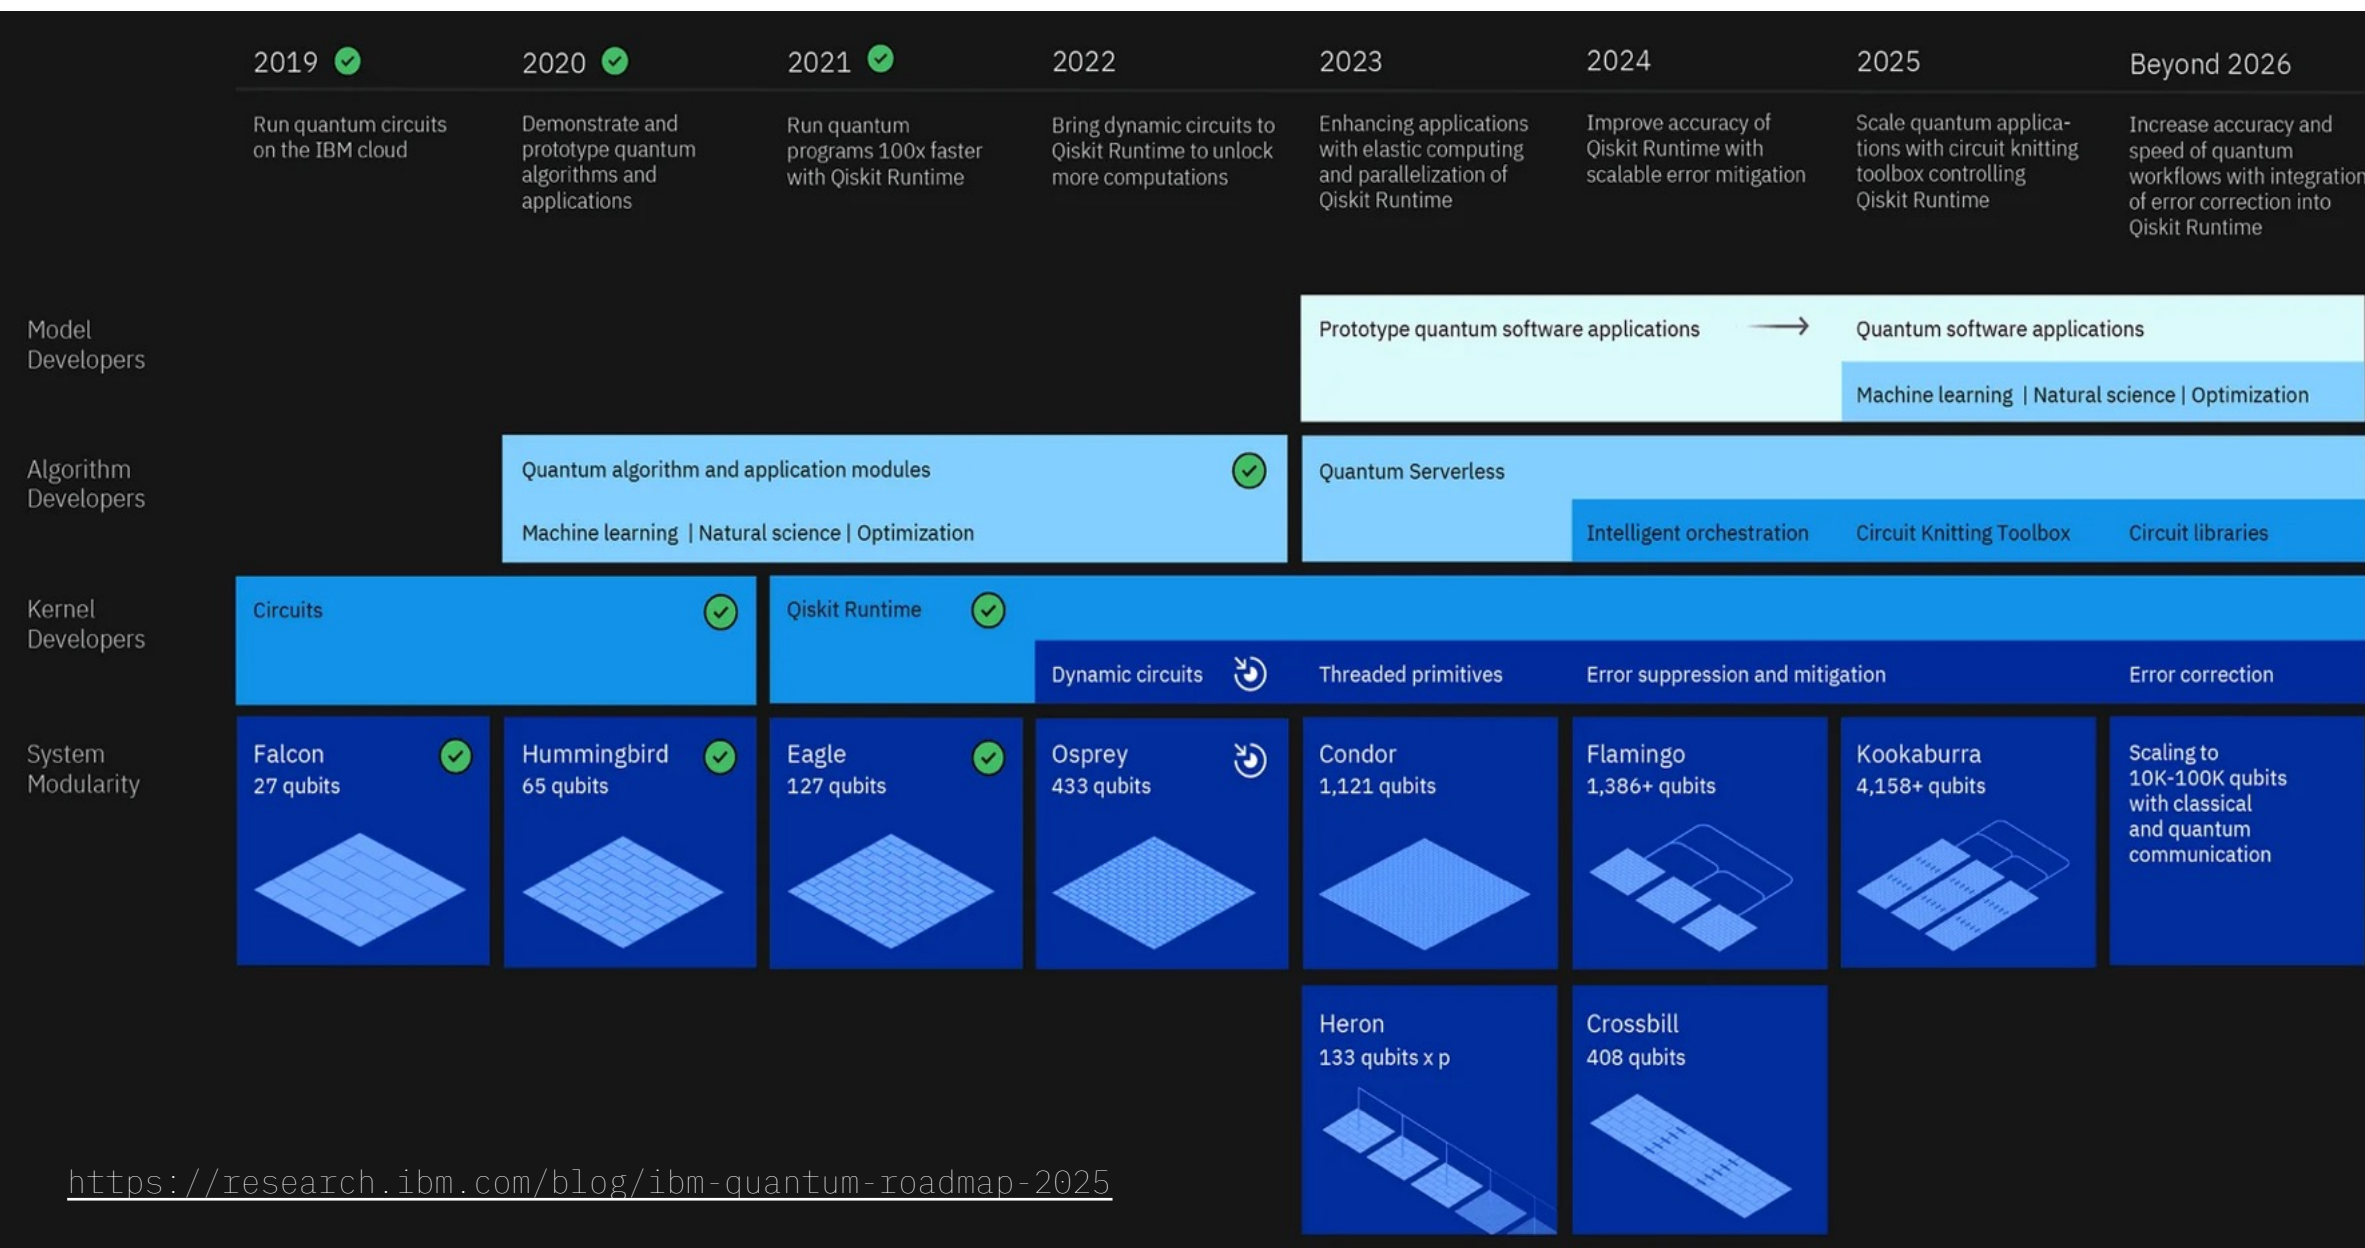 2019
2020
2021
2022
2023
2024
2025
Beyond 2026
Run quantum circuits
on the IBM cloud
Demonstrate and
prototype quantum
algorithms and
applications
Run quantum
programs 100x faster
with Qiskit Runtime
Bring dynamic circuits to
Qiskit Runtime to unlock
more computations
Enhancing applications
with elastic computing
and parallelization of
Qiskit Runtime
Improve accuracy of
Qiskit Runtime with
scalable error mitigation
Scale quantum applica-
tions with circuit knitting
toolbox controlling
Qiskit Runtime
Increase accuracy and
speed of quantum
workflows with integration
of error correction into
Qiskit Runtime
Model
Developers
Prototype quantum software applications
Quantum software applications
Machine learning | Natural science | Optimization
Algorithm
Developers
Quantum algorithm and application modules
Machine learning | Natural science | Optimization
Quantum Serverless
Intelligent orchestration
Circuit Knitting Toolbox
Circuit libraries
Kernel
Developers
Circuits
Qiskit Runtime
Dynamic circuits
Threaded primitives
Error suppression and mitigation
Error correction
System
Modularity
Falcon
27 qubits
Hummingbird
65 qubits
Eagle
127 qubits
Osprey
433 qubits
Condor
1,121 qubits
Flamingo
1,386+ qubits
Kookaburra
4,158+ qubits
Scaling to
10K-100K qubits
with classical
and quantum
communication
Heron
133 qubits x p
Crossbill
408 qubits
https://research.ibm.com/blog/ibm-quantum-roadmap-2025